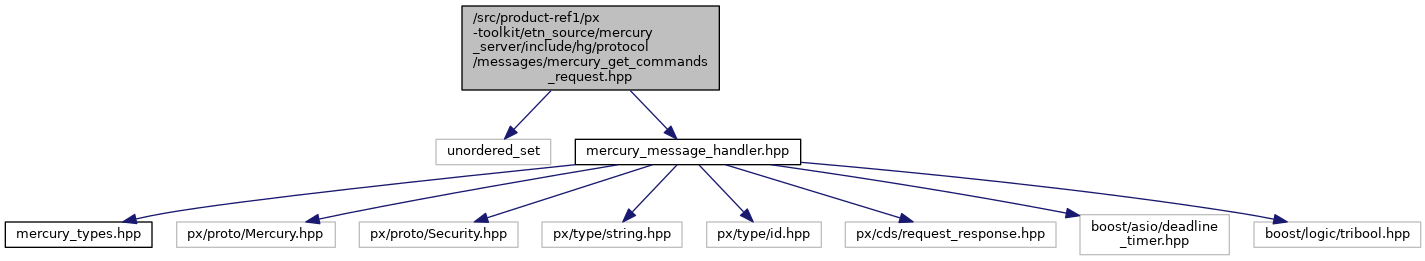 /src/product-ref1/px
-toolkit/etn_source/mercury
_server/include/hg/protocol
/messages/mercury_get_commands
_request.hpp
unordered_set
mercury_message_handler.hpp
mercury_types.hpp
px/proto/Mercury.hpp
px/proto/Security.hpp
px/type/string.hpp
px/type/id.hpp
px/cds/request_response.hpp
boost/asio/deadline
_timer.hpp
boost/logic/tribool.hpp